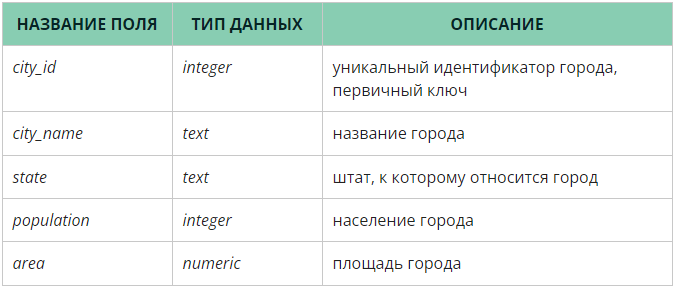 НАЗВАНИЕ ПОЛЯ ТИП ДАННЫХ ОПИСАНИЕ
city_id integer уникальный идентификатор города,
первичный ключ
city_name text название города
state text штат, к которому относится город
population integer население города
area numeric площадь города